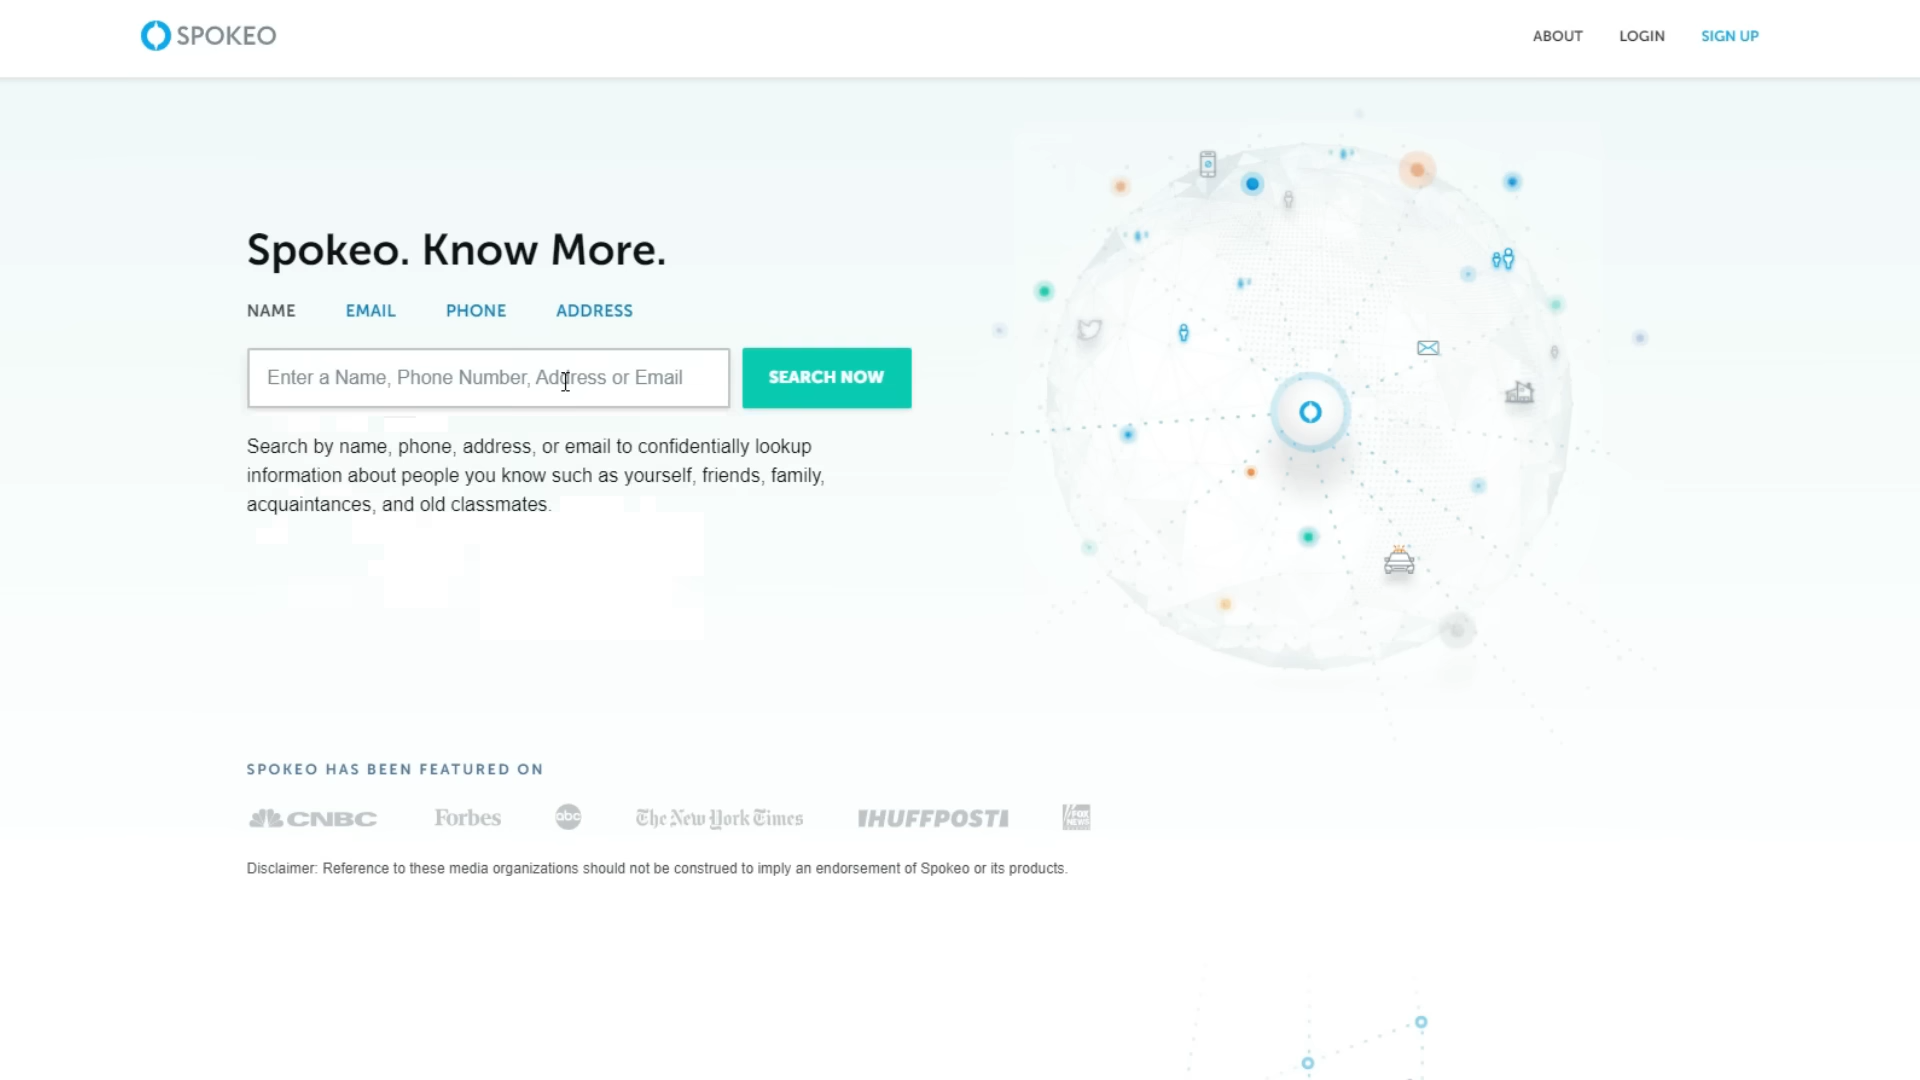 SPOKEO
ABOUT
LOGIN
SIGN UP
Spokeo. Know More.
NAME
EMAIL
PHONE
ADDRESS
Enter a Name, Phone Number, Address or Email
SEARCH NOW
Search by name, phone, address, or email to confidentially lookup
information about people you know such as yourself, friends, family,
acquaintances, and old classmates.
SPOKEO HAS BEEN FEATURED ON
CNBC
Forbes
abc
The New York Times
HUFFPOST
FOX
NEWS
Disclaimer: Reference to these media organizations should not be construed to imply an endorsement of Spokeo or its products.